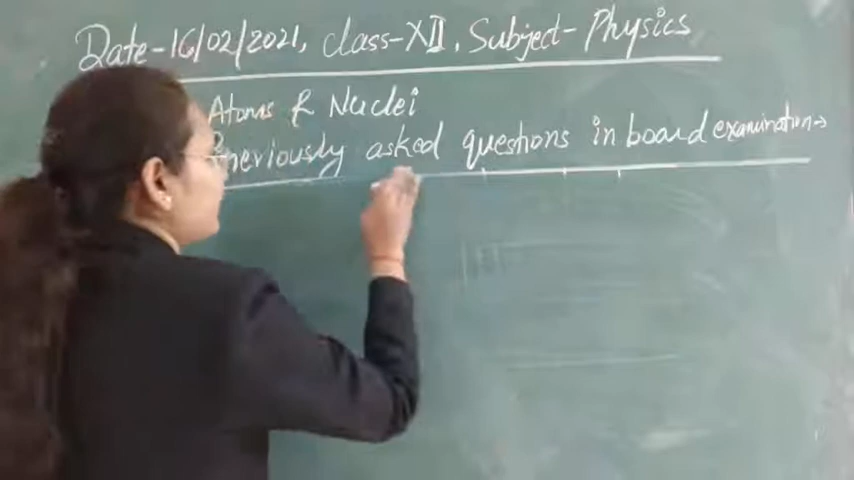 Date-16/02/2021, class-XII, Subject- Physics
Atoms & Nuclei
Previously asked questions in board examination→